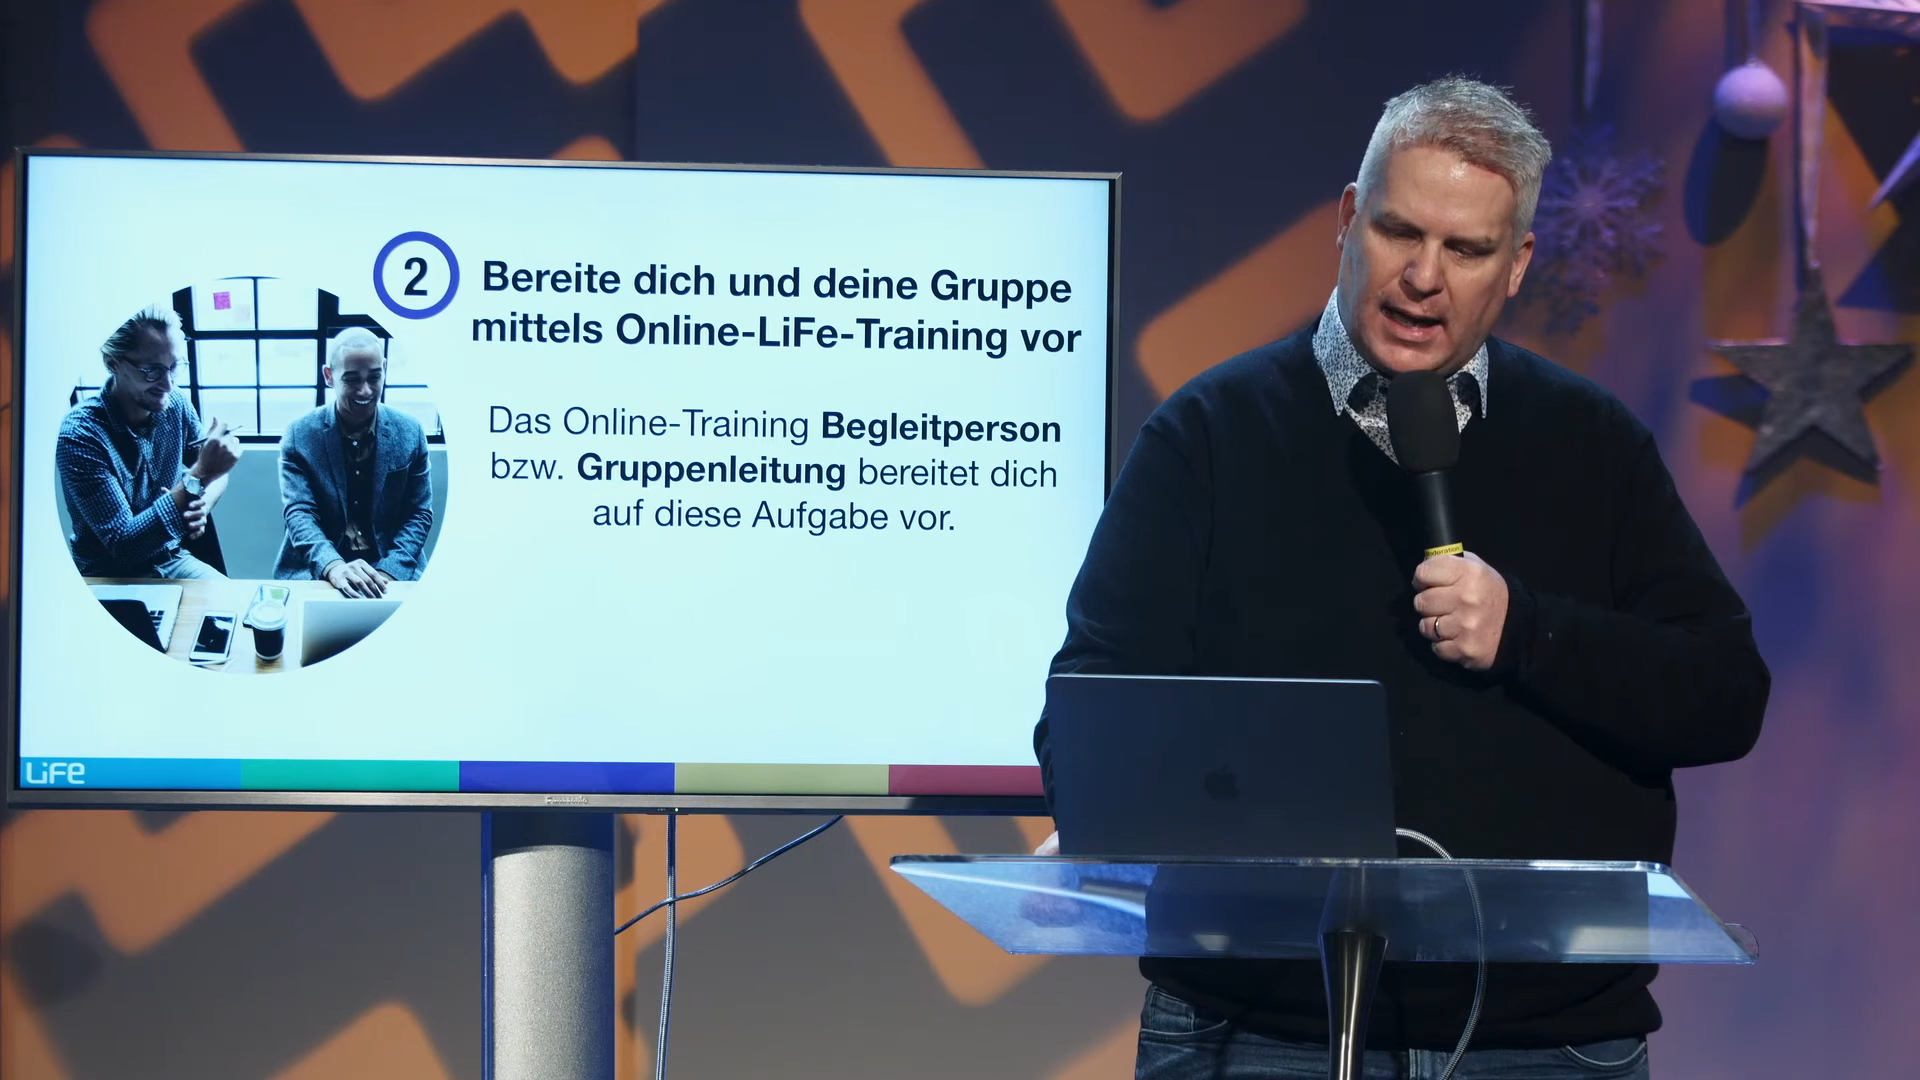 2
Bereite dich und deine Gruppe
mittels Online-LiFe-Training vor
Das Online-Training Begleitperson
bzw. Gruppenleitung bereitet dich
auf diese Aufgabe vor.
LiFe
Panasonic